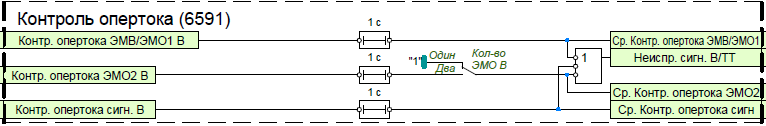 Контроль опертока (6591)
1 с
Контр. опертока ЭМВ/ЭМО1 В
Ср. Контр. опертока ЭМВ/ЭМО1
1 с
"1"
Один
Два
Кол-во
ЭМО В
1
Неиспр. сигн. В/ТТ
Контр. опертока ЭМО2 В
Ср. Контр. опертока ЭМО2
1 с
Контр. опертока сигн. В
Ср. Контр. опертока сигн